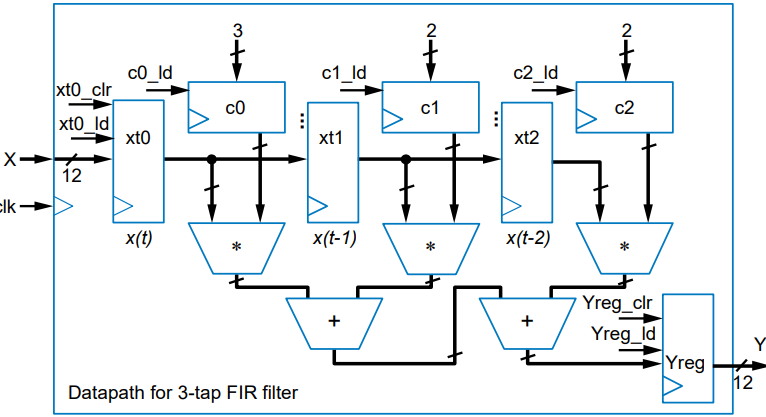 3
2
2
c0_ld
c1_ld
c2_ld
xt0_clr
c0
c1
c2
xt0_ld
xt0
...
xt1
...
xt2
X
12
clk
x(t)
x(t-1)
x(t-2)
*
*
*
+
+
Yreg_clr
Yreg_ld
Y
Yreg
12
Datapath for 3-tap FIR filter